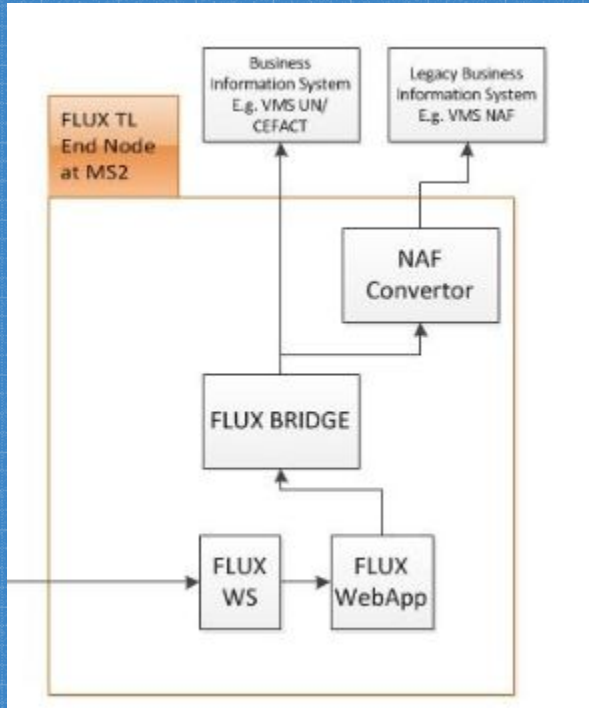 Business
Information System
E.g. VMS UN/
CEFACT
Legacy Business
Information System
E.g. VMS NAF
FLUX TL
End Node
at MS2
NAF
Convertor
FLUX BRIDGE
FLUX
WS
FLUX
WebApp